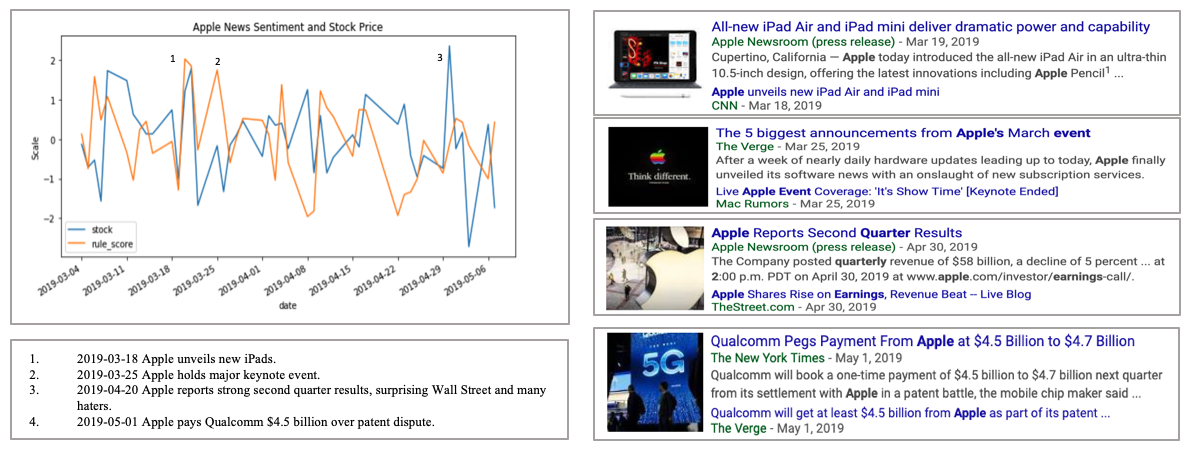 Apple News Sentiment and Stock Price
1
2
3
2
1
0
−1
−2
Scale
stock
rule_score
2019-03-04
2019-03-11
2019-03-18
2019-03-25
2019-04-01
2019-04-08
2019-04-15
2019-04-22
2019-04-29
2019-05-06
date
1. 2019-03-18 Apple unveils new iPads.
2. 2019-03-25 Apple holds major keynote event.
3. 2019-04-20 Apple reports strong second quarter results, surprising Wall Street and many
haters.
4. 2019-05-01 Apple pays Qualcomm $4.5 billion over patent dispute.
All-new iPad Air and iPad mini deliver dramatic power and capability
Apple Newsroom (press release) - Mar 19, 2019
Cupertino, California — Apple today introduced the all-new iPad Air in an ultra-thin
10.5-inch design, offering the latest innovations including Apple Pencil¹ ...
Apple unveils new iPad Air and iPad mini
CNN - Mar 18, 2019
Think different.
The 5 biggest announcements from Apple's March event
The Verge - Mar 25, 2019
After a week of nearly daily hardware updates leading up to today, Apple finally
unveiled its software news with an onslaught of new subscription services.
Live Apple Event Coverage: 'It's Show Time' [Keynote Ended]
Mac Rumors - Mar 25, 2019
Apple Reports Second Quarter Results
Apple Newsroom (press release) - Apr 30, 2019
The Company posted quarterly revenue of $58 billion, a decline of 5 percent ... at
2:00 p.m. PDT on April 30, 2019 at www.apple.com/investor/earnings-call/.
Apple Shares Rise on Earnings, Revenue Beat -- Live Blog
TheStreet.com - Apr 30, 2019
5G
Qualcomm Pegs Payment From Apple at $4.5 Billion to $4.7 Billion
The New York Times - May 1, 2019
Qualcomm will book a one-time payment of $4.5 billion to $4.7 billion next quarter
from its settlement with Apple in a patent battle, the mobile chip maker said ...
Qualcomm will get at least $4.5 billion from Apple as part of its patent ...
The Verge - May 1, 2019